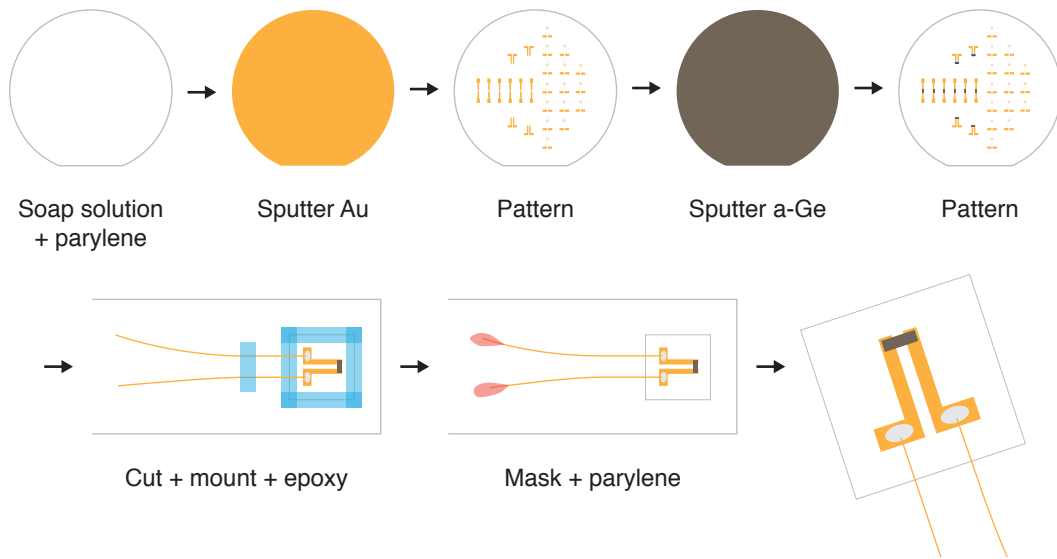 Soap solution
+ parylene
Sputter Au
Pattern
Sputter a-Ge
Pattern
Cut + mount + epoxy
Mask + parylene